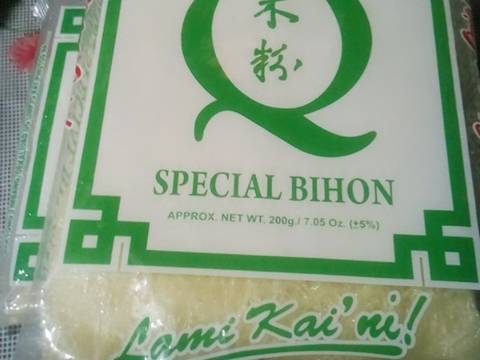 Q
米
粉
SPECIAL BIHON
APPROX. NET WT. 200g./ 7.05 Oz. (±5%)
Lami Kai'ni!